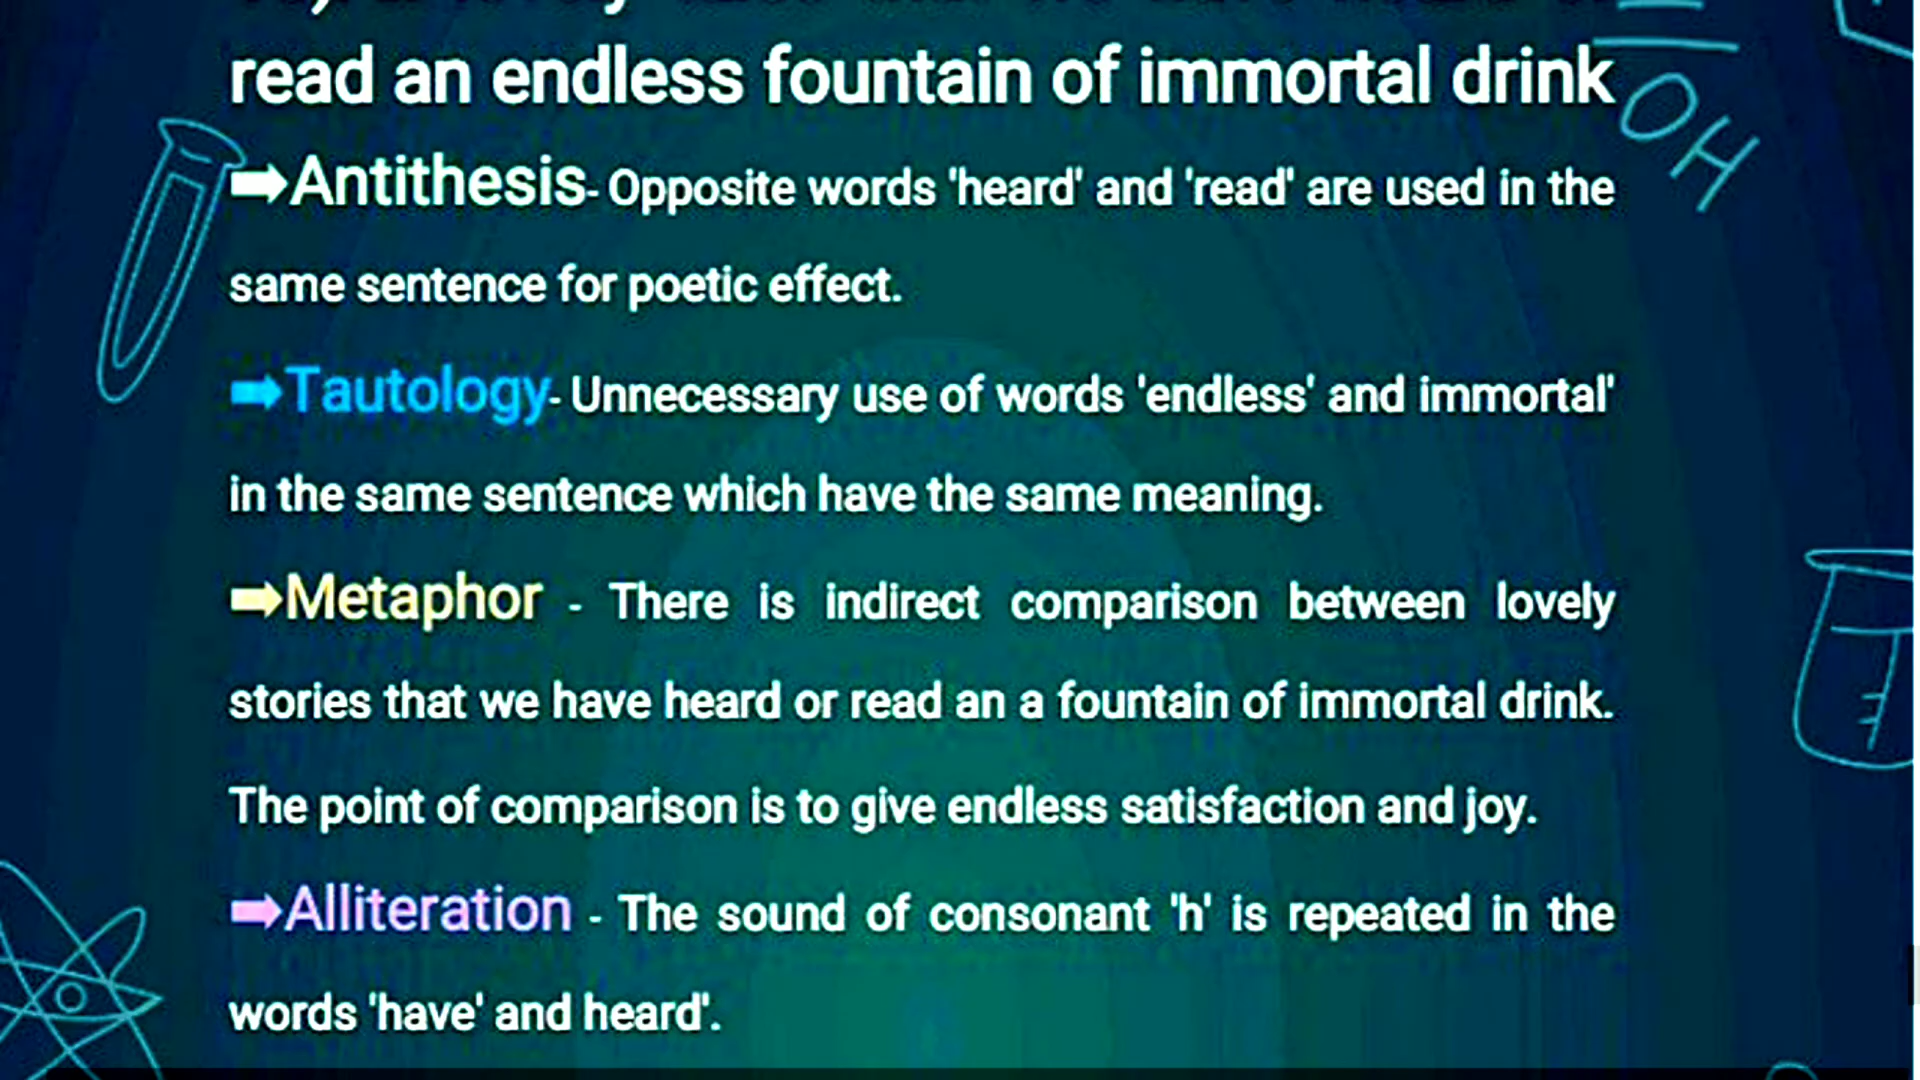 read an endless fountain of immortal drink
➡Antithesis- Opposite words 'heard' and 'read' are used in the
same sentence for poetic effect.
➡Tautology- Unnecessary use of words 'endless' and immortal'
in the same sentence which have the same meaning.
➡Metaphor - There is indirect comparison between lovely
stories that we have heard or read an a fountain of immortal drink.
The point of comparison is to give endless satisfaction and joy.
➡Alliteration - The sound of consonant 'h' is repeated in the
words 'have' and heard'.
OH